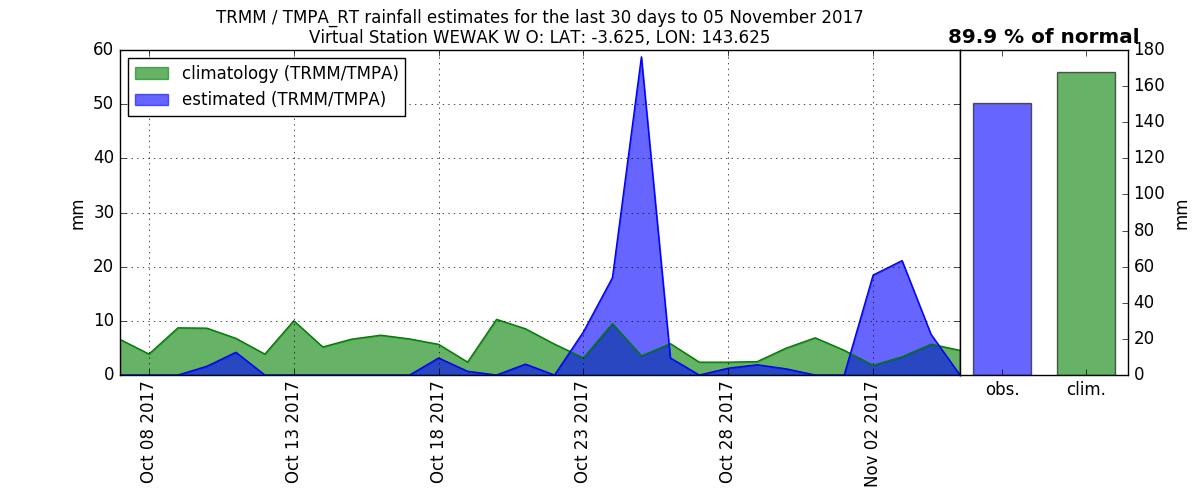 TRMM / TMPA_RT rainfall estimates for the last 30 days to 05 November 2017
Virtual Station WEWAK W O: LAT: -3.625, LON: 143.625
89.9 % of normal
climatology (TRMM/TMPA)
estimated (TRMM/TMPA)
60
50
40
30
20
10
0
mm
180
160
140
120
100
80
60
40
20
0
mm
Oct 08 2017
Oct 13 2017
Oct 18 2017
Oct 23 2017
Oct 28 2017
Nov 02 2017
obs.
clim.